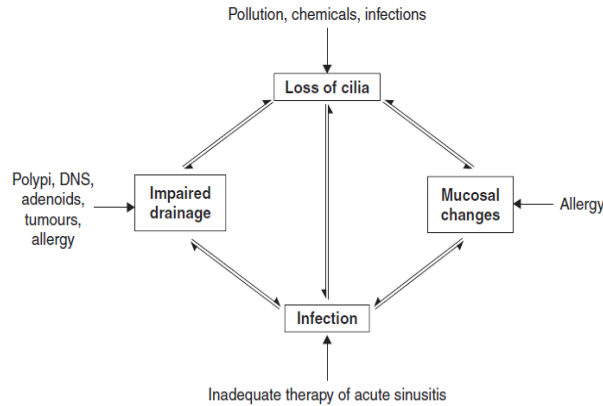 Pollution, chemicals, infections
Loss of cilia
Polypi, DNS,
adenoids,
tumours,
allergy
Impaired
drainage
Mucosal
changes
Allergy
Infection
Inadequate therapy of acute sinusitis